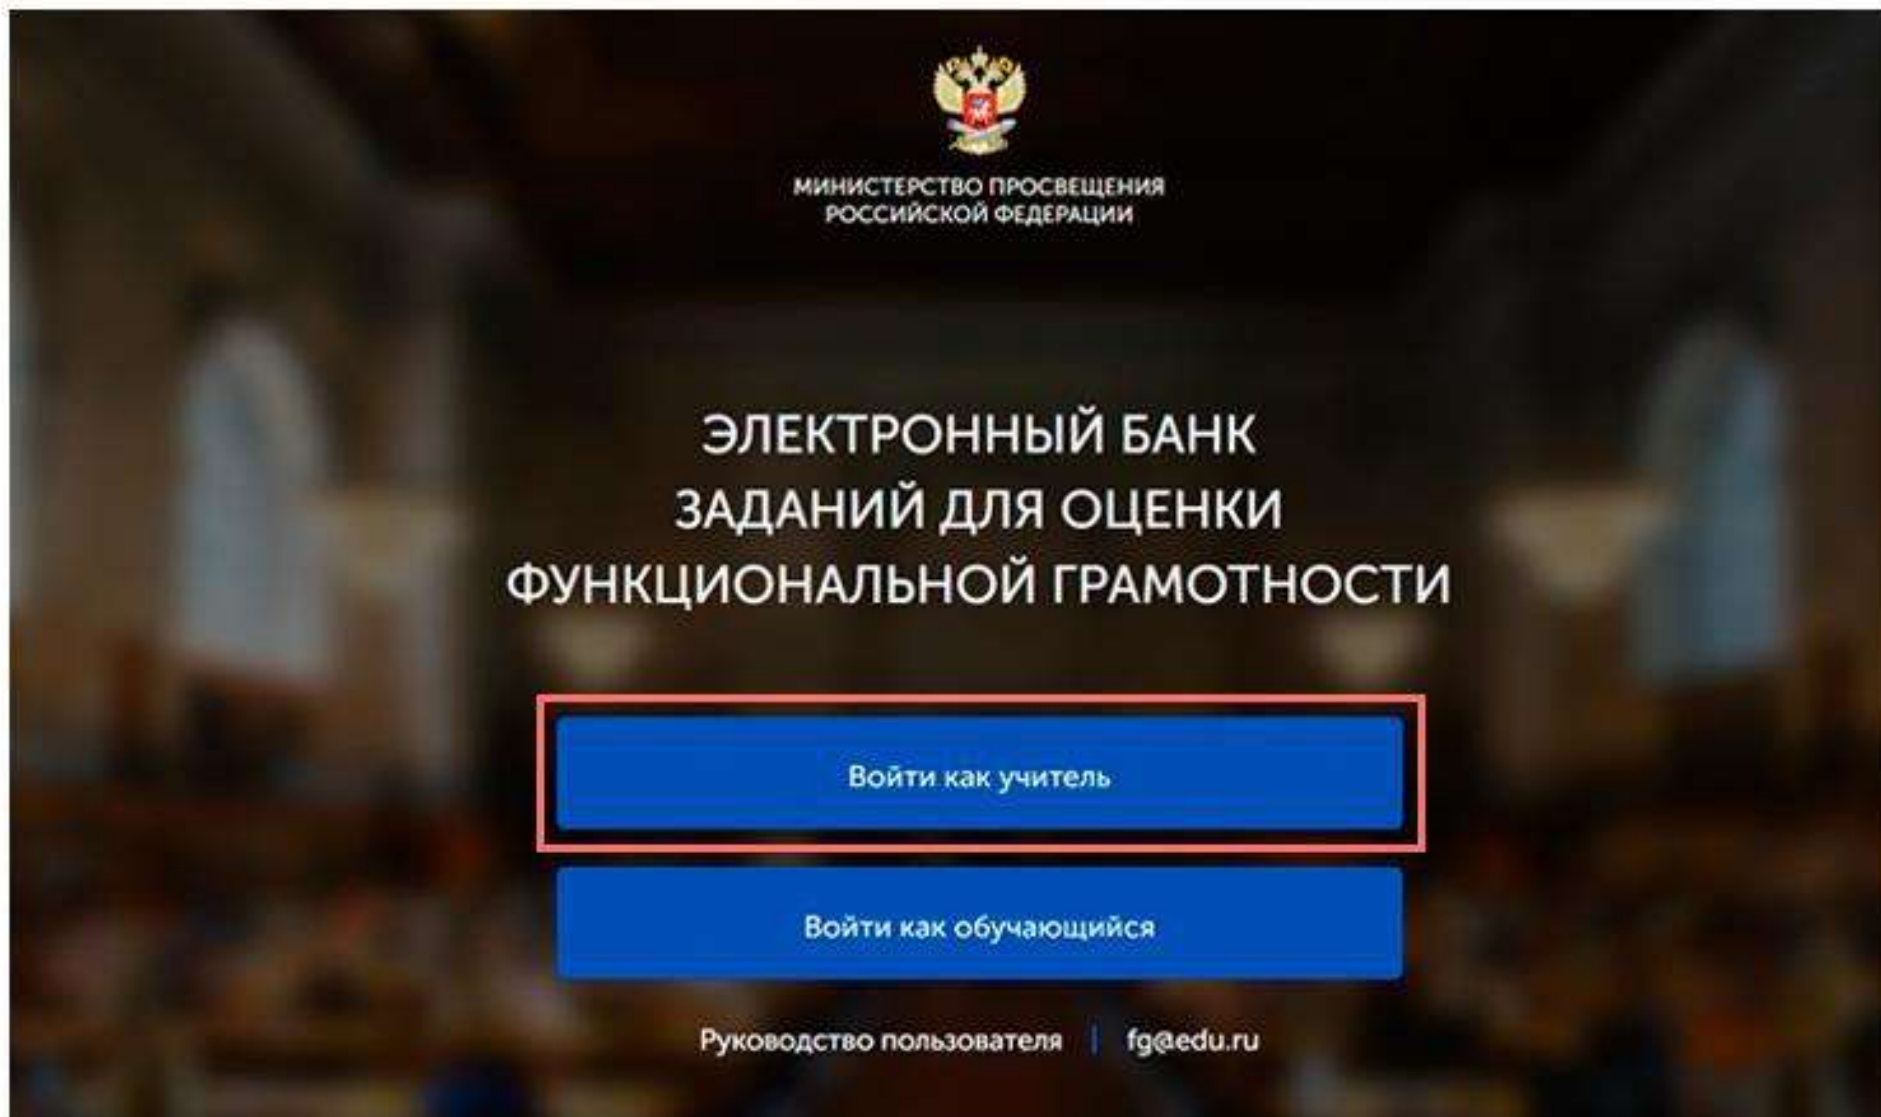 МИНИСТЕРСТВО ПРОСВЕЩЕНИЯ
РОССИЙСКОЙ ФЕДЕРАЦИИ
ЭЛЕКТРОННЫЙ БАНК
ЗАДАНИЙ ДЛЯ ОЦЕНКИ
ФУНКЦИОНАЛЬНОЙ ГРАМОТНОСТИ
Войти как учитель
Войти как обучающийся
Руководство пользователя | fg@edu.ru